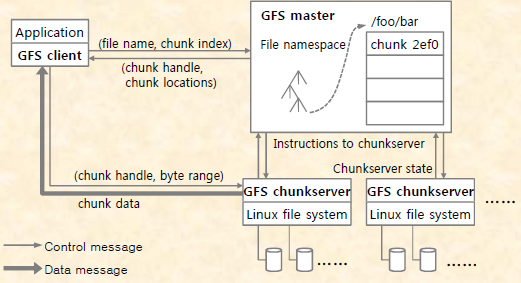 Application
GFS client
(file name, chunk index)
(chunk handle,
chunk locations)
GFS master
File namespace
/foo/bar
chunk 2ef0
Instructions to chunkserver
Chunkserver state
(chunk handle, byte range)
chunk data
GFS chunkserver
Linux file system
GFS chunkserver
Linux file system
......
......
......
Control message
Data message